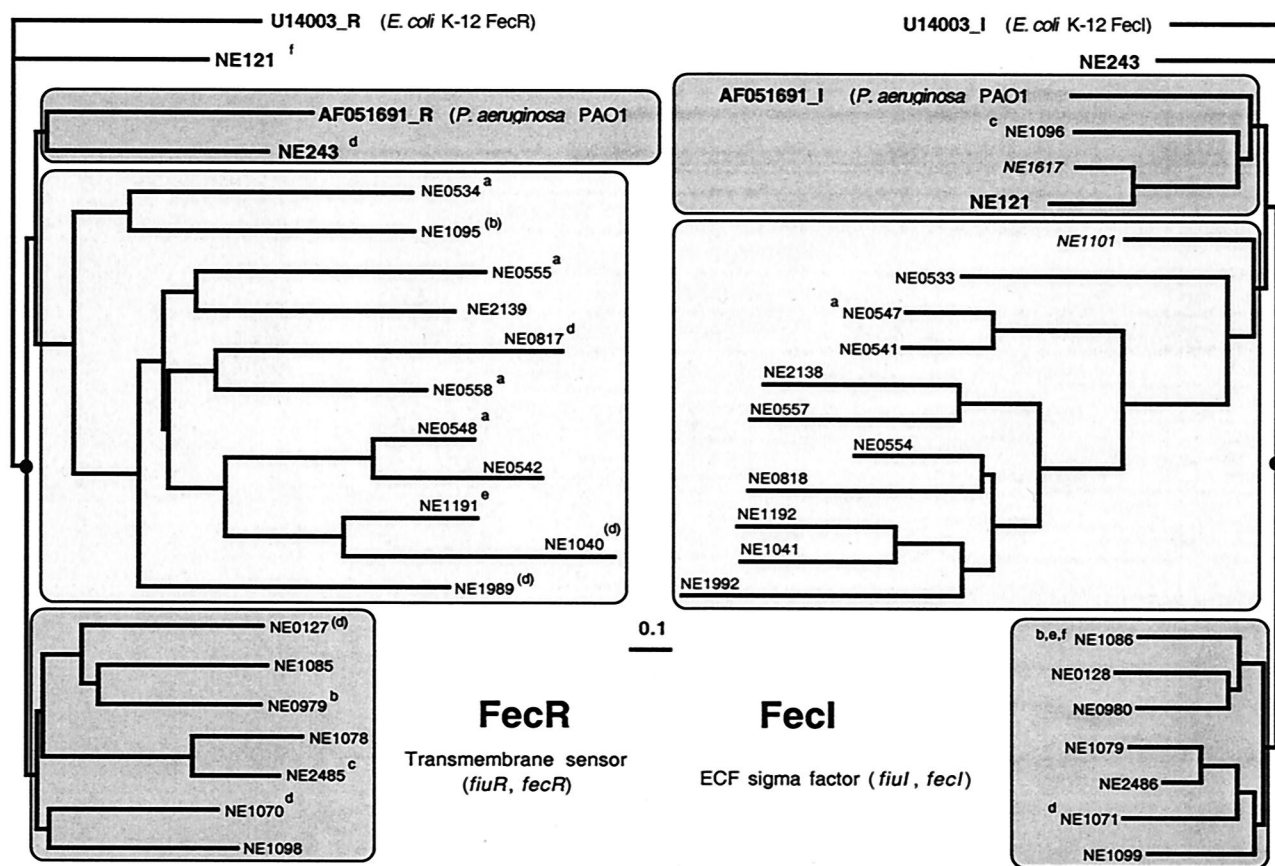 U14003_R (E. coli K-12 FecR)
NE121 f
AF051691_R (P. aeruginosa PAO1
NE243 d
NE0534 a
NE1095 (b)
NE0555 a
NE2139
NE0817 d
NE0558 a
NE0548 a
NE0542
NE1191 e
NE1040 (d)
NE1989 (d)
NE0127 (d)
NE1085
NE0979 b
NE1078
NE2485 c
NE1070 d
NE1098
FecR
Transmembrane sensor
(fiuR, fecR)
0.1
U14003_I (E. coli K-12 FecI)
NE243
AF051691_I (P. aeruginosa PAO1)
c NE1096
NE1617
NE121
NE1101
NE0533
a NE0547
NE0541
NE2138
NE0557
NE0554
NE0818
NE1192
NE1041
NE1992
b,e,f NE1086
NE0128
NE0980
NE1079
NE2486
d NE1071
NE1099
FecI
ECF sigma factor (fiuI, fecI)